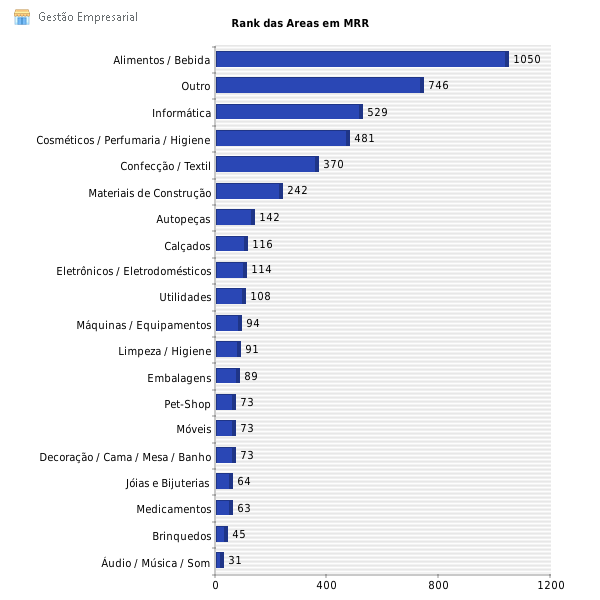 Gestão Empresarial
Rank das Areas em MRR
Alimentos / Bebida 1050
Outro 746
Informática 529
Cosméticos / Perfumaria / Higiene 481
Confecção / Textil 370
Materiais de Construção 242
Autopeças 142
Calçados 116
Eletrônicos / Eletrodomésticos 114
Utilidades 108
Máquinas / Equipamentos 94
Limpeza / Higiene 91
Embalagens 89
Pet-Shop 73
Móveis 73
Decoração / Cama / Mesa / Banho 73
Jóias e Bijuterias 64
Medicamentos 63
Brinquedos 45
Áudio / Música / Som 31
0 400 800 1200